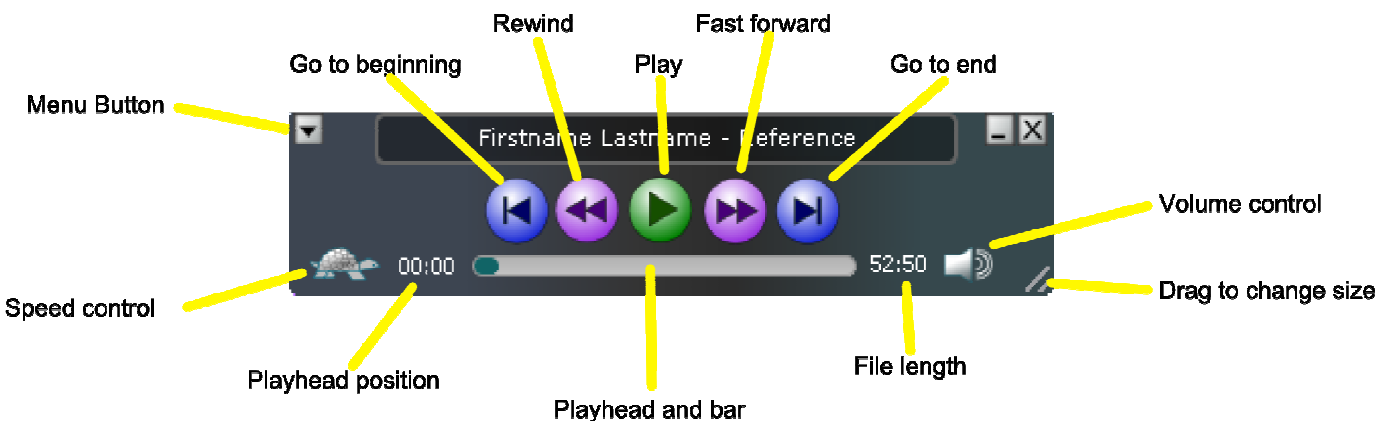 Rewind
Fast forward
Go to beginning
Play
Go to end
Menu Button
Firstname Lastname - Reference
Volume control
00:00
52:50
Speed control
Drag to change size
Playhead position
File length
Playhead and bar